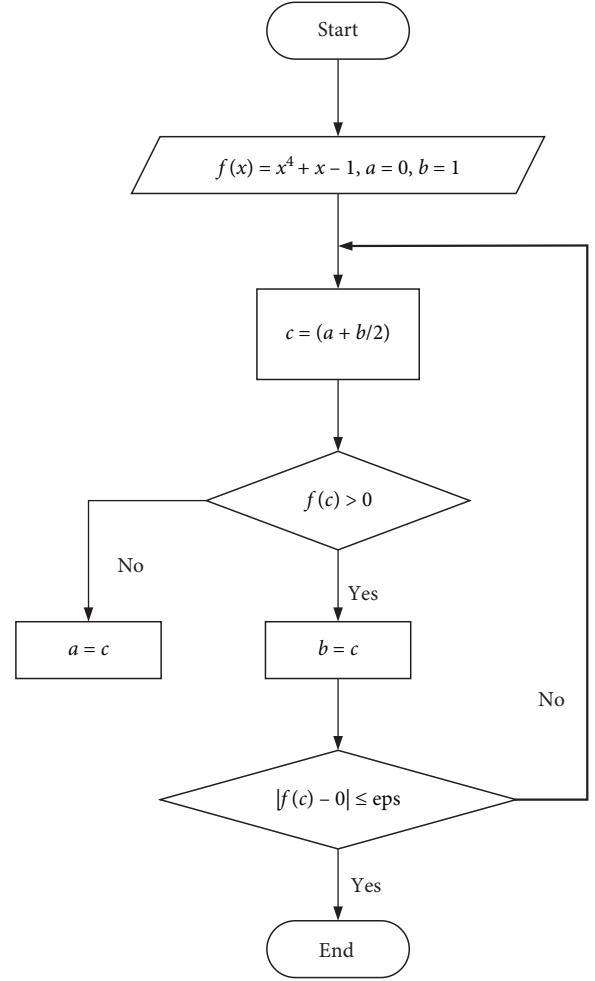 Start
f(x) = x⁴ + x – 1, a = 0, b = 1
c = (a + b/2)
f(c) > 0
No
Yes
a = c
b = c
No
|f(c) – 0| ≤ eps
Yes
End